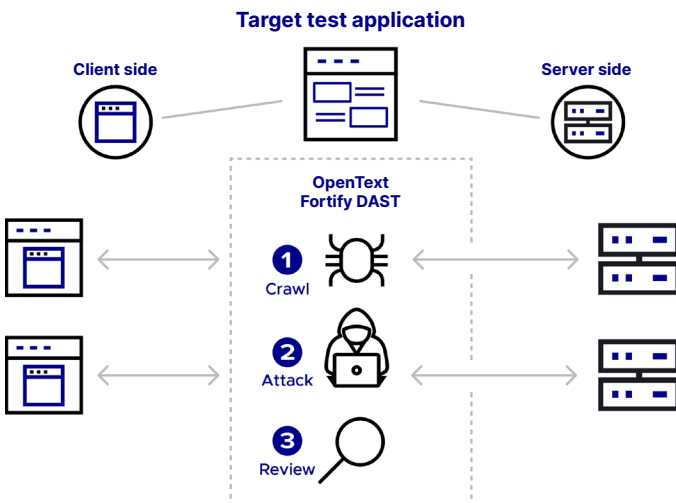 Target test application
Client side
Server side
OpenText
Fortify DAST
1
Crawl
2
Attack
3
Review